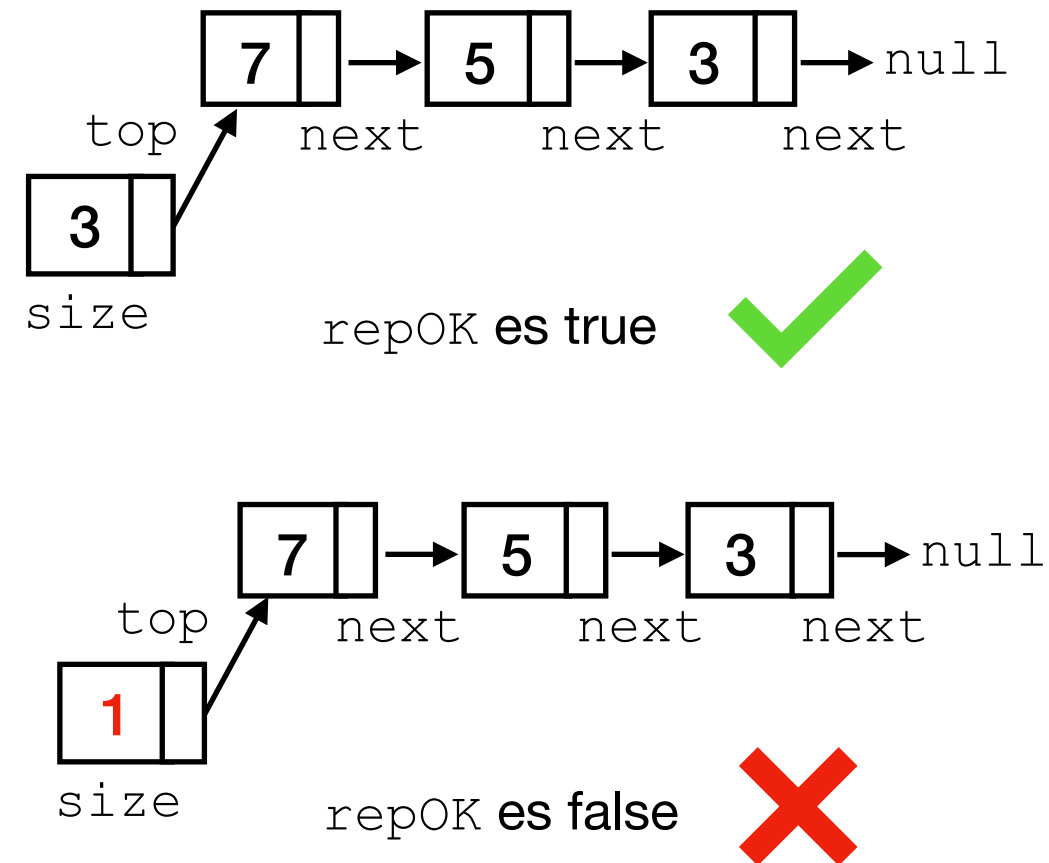 7 5 3 null
top next next next
3
size
repOK es true
7 5 3 null
top next next next
1
size
repOK es false